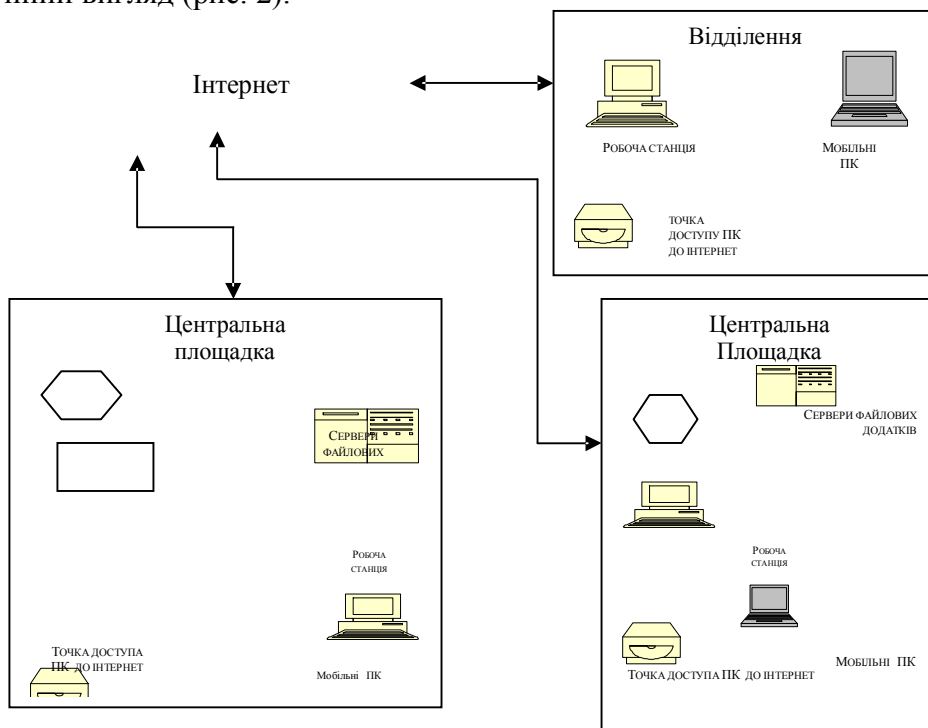 вигляд (рис. 2).
Інтернет
Відділення
РОБОЧА СТАНЦІЯ
МОБІЛЬНІ
ПК
ТОЧКА
ДОСТУПУ ПК
ДО ІНТЕРНЕТ
Центральна
площадка
СЕРВЕРИ
ФАЙЛОВИХ
РОБОЧА
СТАНЦІЯ
ТОЧКА ДОСТУПА
ПК ДО ІНТЕРНЕТ
Мобільні ПК
Центральна
Площадка
СЕРВЕРИ ФАЙЛОВИХ
ДОДАТКІВ
РОБОЧА
СТАНЦІЯ
ТОЧКА ДОСТУПА ПК ДО ІНТЕРНЕТ
МОБІЛЬНІ ПК